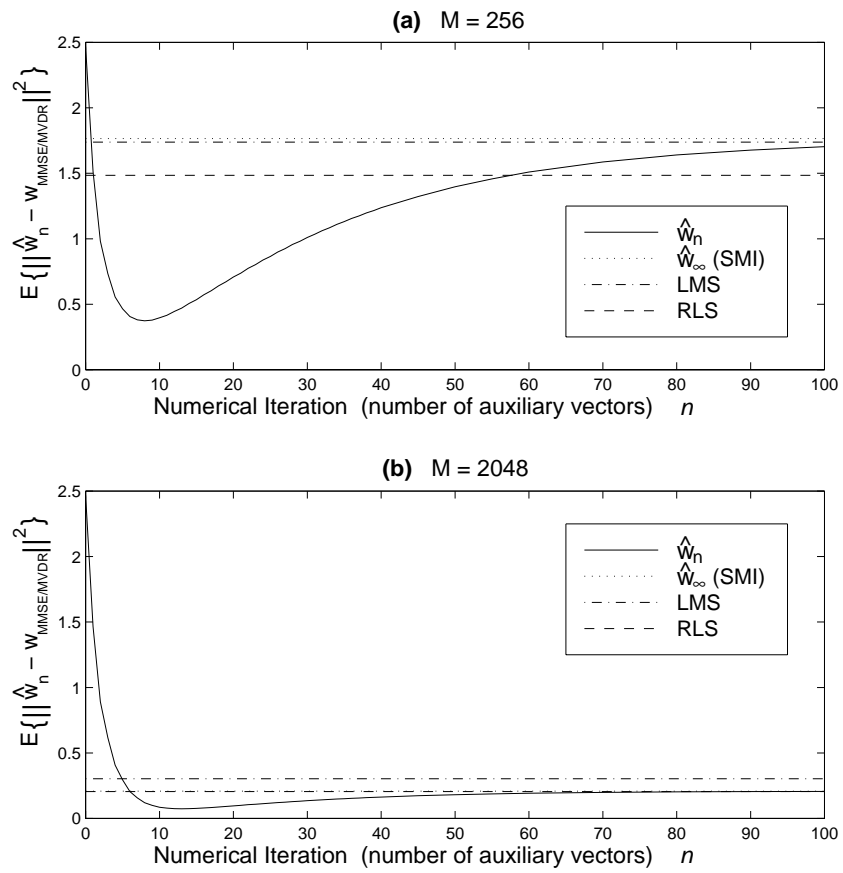 (a) M = 256
E{||ŵₙ − w_MMSE/MVDR||²}
2.5
2
1.5
1
0.5
0
ŵₙ
ŵ∞ (SMI)
LMS
RLS
0 10 20 30 40 50 60 70 80 90 100
Numerical Iteration (number of auxiliary vectors) n
(b) M = 2048
E{||ŵₙ − w_MMSE/MVDR||²}
2.5
2
1.5
1
0.5
0
ŵₙ
ŵ∞ (SMI)
LMS
RLS
0 10 20 30 40 50 60 70 80 90 100
Numerical Iteration (number of auxiliary vectors) n